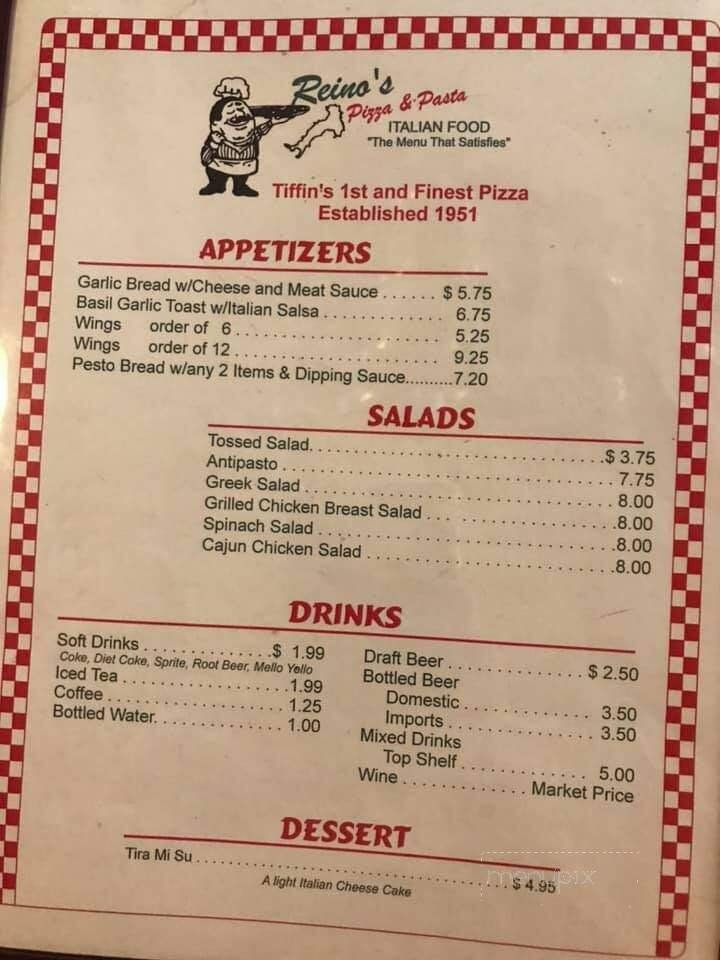 Reino's
Pizza & Pasta
ITALIAN FOOD
"The Menu That Satisfies"
Tiffin's 1st and Finest Pizza
Established 1951
APPETIZERS
Garlic Bread w/Cheese and Meat Sauce ...... $ 5.75
Basil Garlic Toast w/Italian Salsa ............. 6.75
Wings order of 6 ...................... 5.25
Wings order of 12 ...................... 9.25
Pesto Bread w/any 2 Items & Dipping Sauce..........7.20
SALADS
Tossed Salad. ................................ .$ 3.75
Antipasto .................................... 7.75
Greek Salad .................................. 8.00
Grilled Chicken Breast Salad ................... .8.00
Spinach Salad ................................ .8.00
Cajun Chicken Salad .......................... .8.00
DRINKS
Soft Drinks ............... .$ 1.99
Coke, Diet Coke, Sprite, Root Beer, Mello Yello
Iced Tea .................. .1.99
Coffee .................... 1.25
Bottled Water. ............. 1.00
Draft Beer ............... $ 2.50
Bottled Beer
Domestic .............. 3.50
Imports ................ 3.50
Mixed Drinks
Top Shelf .............. 5.00
Wine ............. Market Price
DESSERT
Tira Mi Su ................................ $ 4.95
A light Italian Cheese Cake
menupix